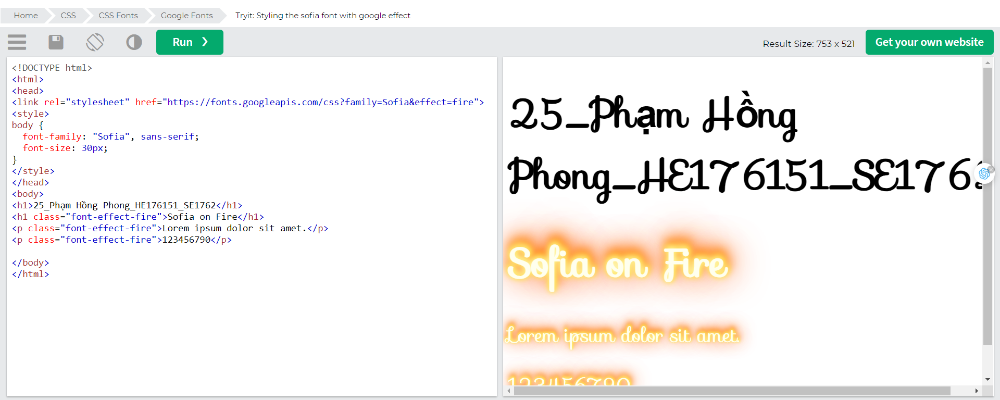 Home CSS CSS Fonts Google Fonts Tryit: Styling the sofia font with google effect
Run ❯ Result Size: 753 x 521 Get your own website
<!DOCTYPE html>
<html>
<head>
<link rel="stylesheet" href="https://fonts.googleapis.com/css?family=Sofia&effect=fire">
<style>
body {
  font-family: "Sofia", sans-serif;
  font-size: 30px;
}
</style>
</head>
<body>
<h1>25_Phạm Hồng Phong_HE176151_SE1762</h1>
<h1 class="font-effect-fire">Sofia on Fire</h1>
<p class="font-effect-fire">Lorem ipsum dolor sit amet.</p>
<p class="font-effect-fire">123456790</p>
</body>
</html>
25_Phạm Hồng
Phong_HE176151_SE176
Sofia on Fire
Lorem ipsum dolor sit amet.
123456790